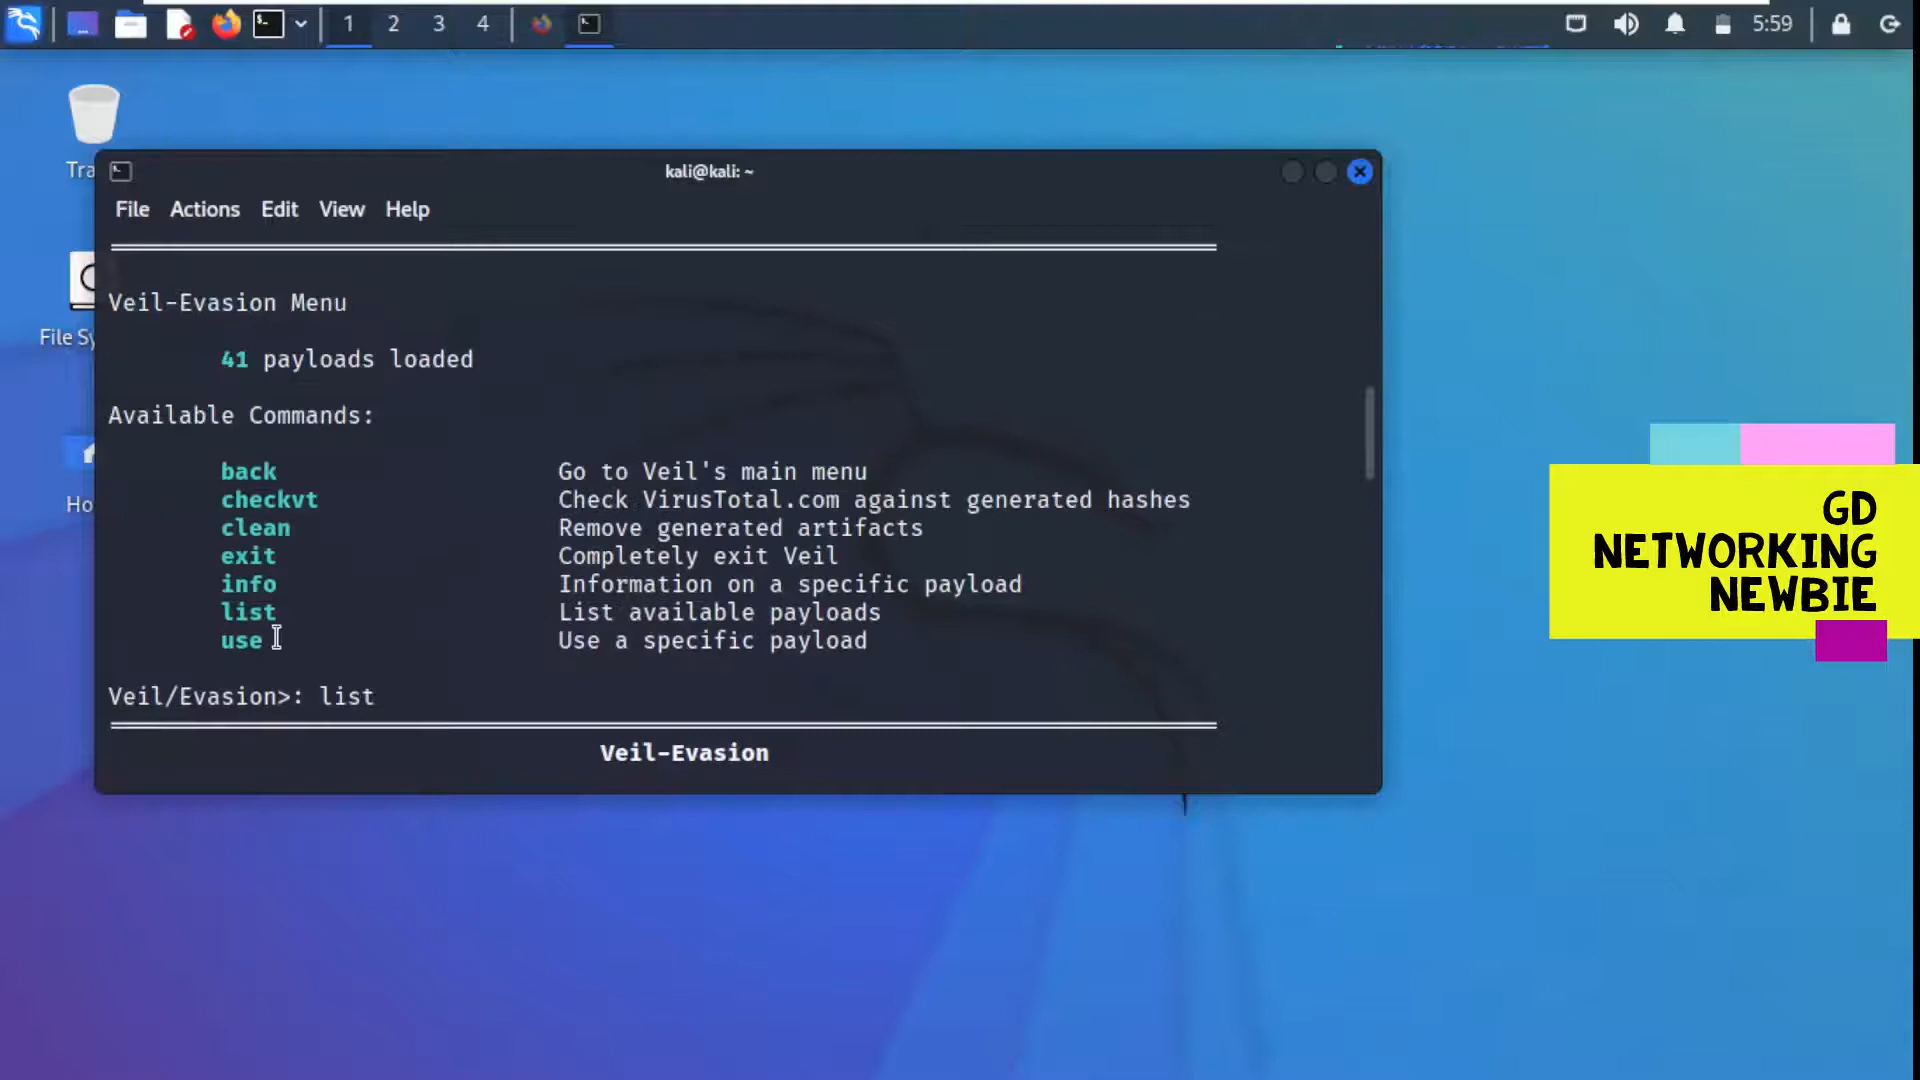 1 2 3 4
5:59
Tra
File Sy
Ho
kali@kali: ~
File Actions Edit View Help
Veil-Evasion Menu
41 payloads loaded
Available Commands:
back Go to Veil's main menu
checkvt Check VirusTotal.com against generated hashes
clean Remove generated artifacts
exit Completely exit Veil
info Information on a specific payload
list List available payloads
use Use a specific payload
Veil/Evasion>: list
Veil-Evasion
GD
NETWORKING
NEWBIE